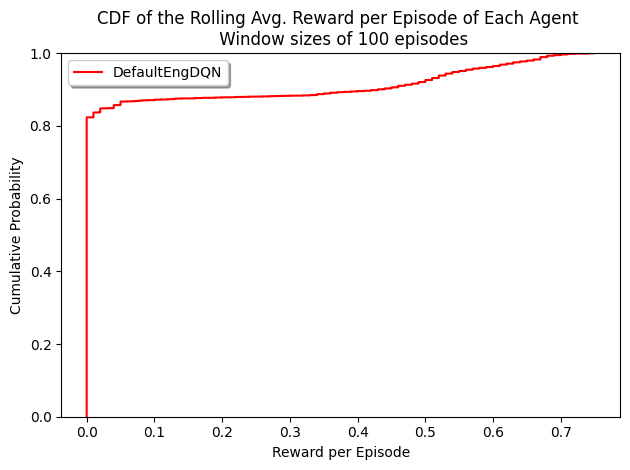 CDF of the Rolling Avg. Reward per Episode of Each Agent
Window sizes of 100 episodes
DefaultEngDQN
Cumulative Probability
1.0
0.8
0.6
0.4
0.2
0.0
0.0 0.1 0.2 0.3 0.4 0.5 0.6 0.7
Reward per Episode